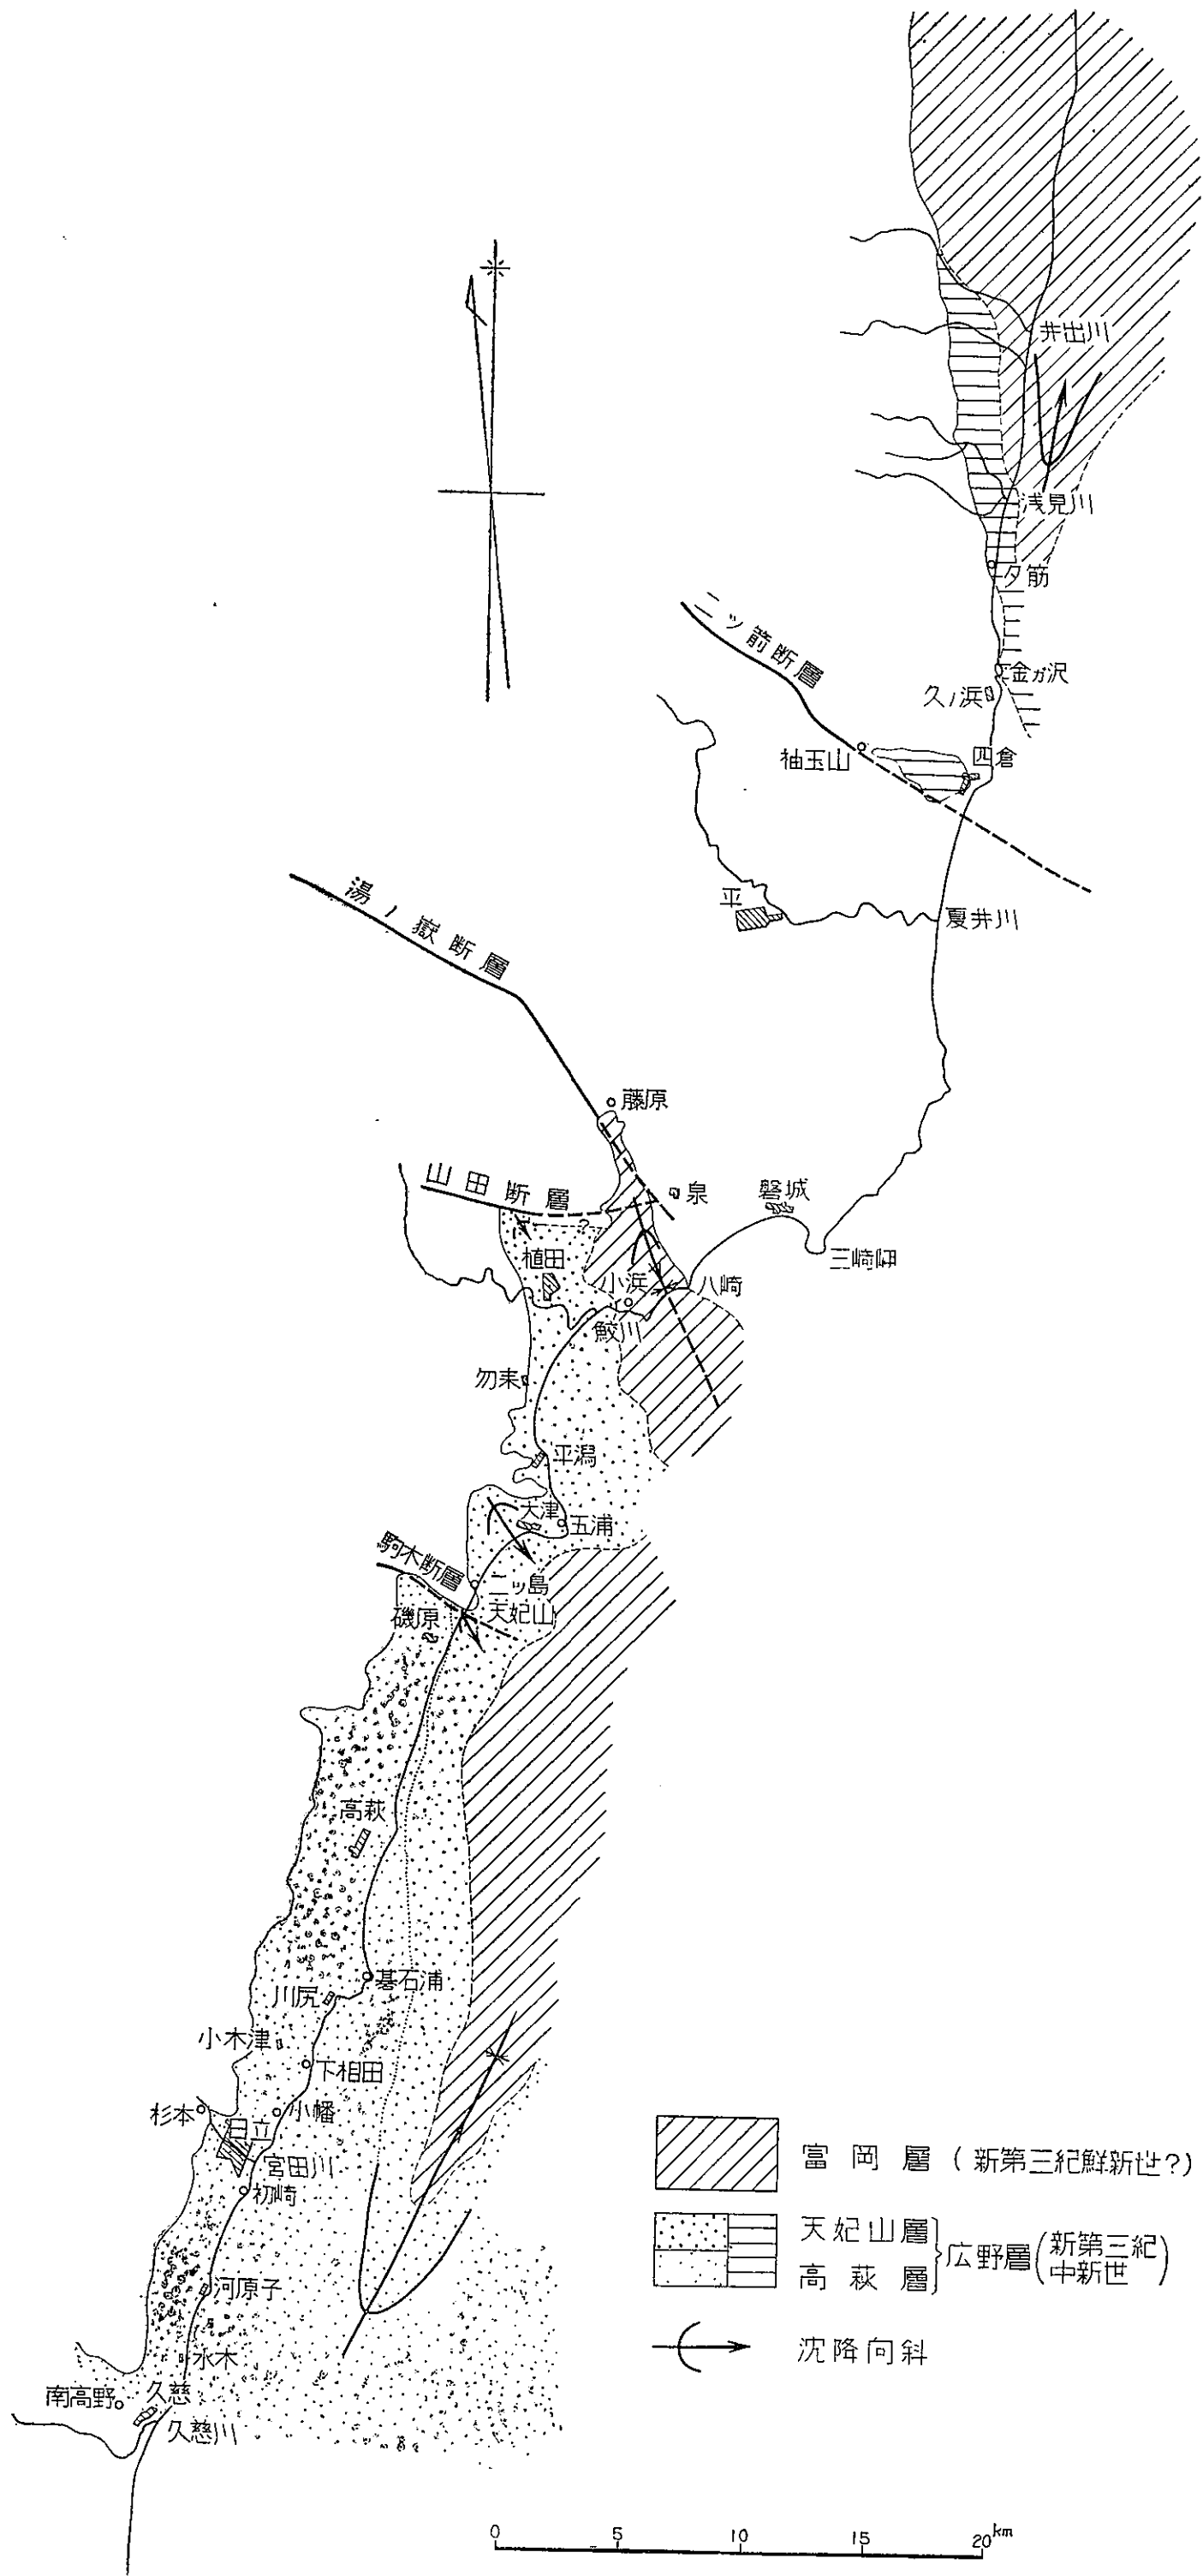 井出川
浅見川
夕筋
二ッ箭断層
金ガ沢
久ノ浜
袖玉山
四倉
平
夏井川
湯ノ嶽断層
藤原
山田断層
泉
磐城
?
植田
三崎岬
小浜
八崎
鮫川
勿来
平潟
大津
五浦
駒木断層
二ッ島
天妃山
磯原
高萩
碁石浦
川尻
小木津
下相田
杉本
小幡
日立
宮田川
初崎
富岡層(新第三紀鮮新世?)
天妃山層
高萩層
広野層(新第三紀中新世)
河原子
沈降向斜
水木
南高野
久慈
久慈川
0 5 10 15 20km